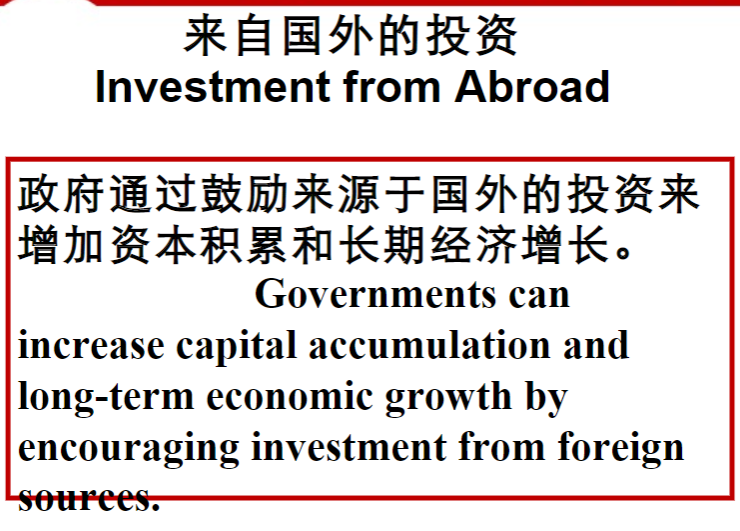 来自国外的投资
Investment from Abroad
政府通过鼓励来源于国外的投资来
增加资本积累和长期经济增长。
Governments can
increase capital accumulation and
long-term economic growth by
encouraging investment from foreign
sources.